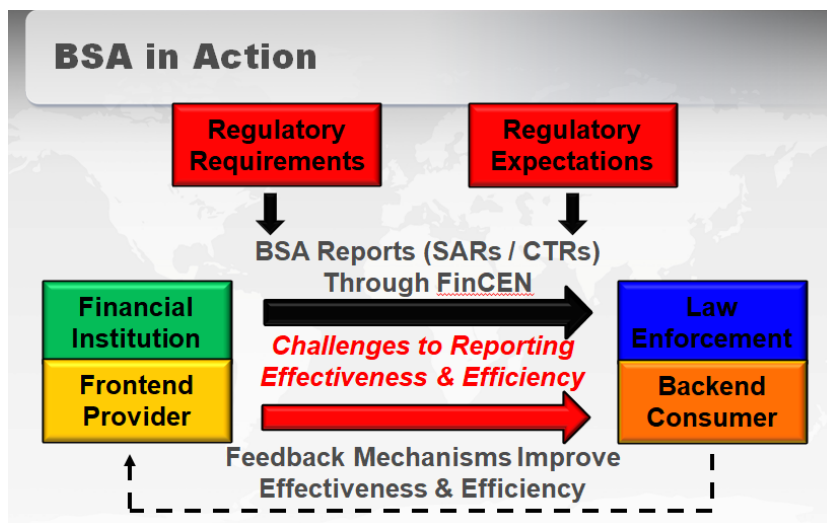 BSA in Action
Regulatory
Requirements
Regulatory
Expectations
BSA Reports (SARs / CTRs)
Through FinCEN
Financial
Institution
Law
Enforcement
Challenges to Reporting
Effectiveness & Efficiency
Frontend
Provider
Backend
Consumer
Feedback Mechanisms Improve
Effectiveness & Efficiency